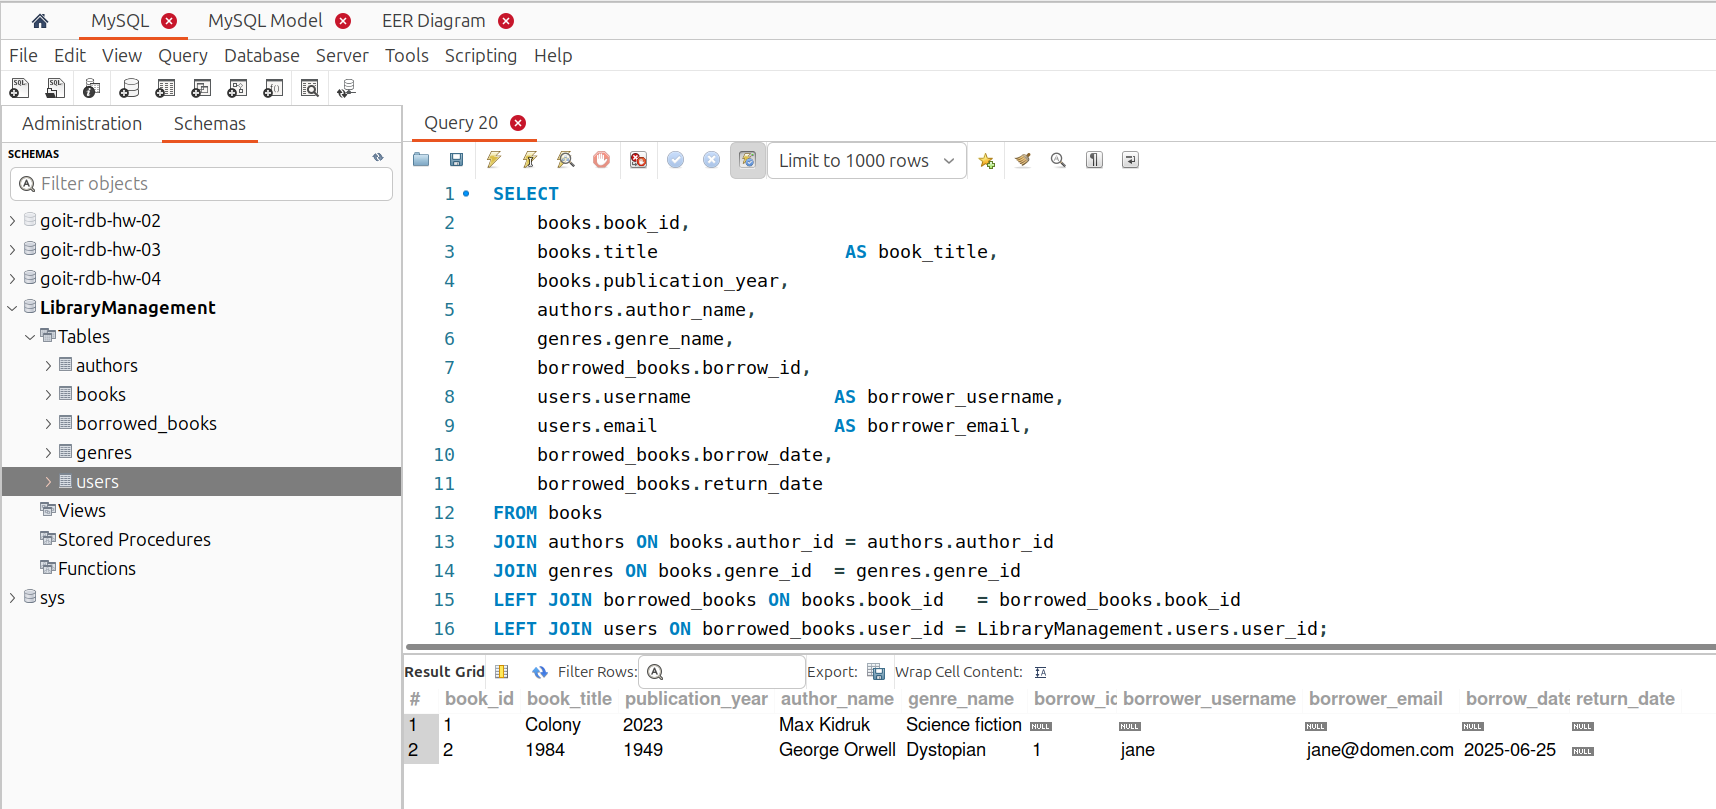 MySQL MySQL Model EER Diagram
File Edit View Query Database Server Tools Scripting Help
Administration Schemas
SCHEMAS
Filter objects
goit-rdb-hw-02
goit-rdb-hw-03
goit-rdb-hw-04
LibraryManagement
Tables
authors
books
borrowed_books
genres
users
Views
Stored Procedures
Functions
sys
Query 20
Limit to 1000 rows
1 SELECT
2 books.book_id,
3 books.title AS book_title,
4 books.publication_year,
5 authors.author_name,
6 genres.genre_name,
7 borrowed_books.borrow_id,
8 users.username AS borrower_username,
9 users.email AS borrower_email,
10 borrowed_books.borrow_date,
11 borrowed_books.return_date
12 FROM books
13 JOIN authors ON books.author_id = authors.author_id
14 JOIN genres ON books.genre_id = genres.genre_id
15 LEFT JOIN borrowed_books ON books.book_id = borrowed_books.book_id
16 LEFT JOIN users ON borrowed_books.user_id = LibraryManagement.users.user_id;
Result Grid Filter Rows: Export: Wrap Cell Content:
# book_id book_title publication_year author_name genre_name borrow_id borrower_username borrower_email borrow_date return_date
1 1 Colony 2023 Max Kidruk Science fiction NULL NULL NULL NULL NULL
2 2 1984 1949 George Orwell Dystopian 1 jane jane@domen.com 2025-06-25 NULL